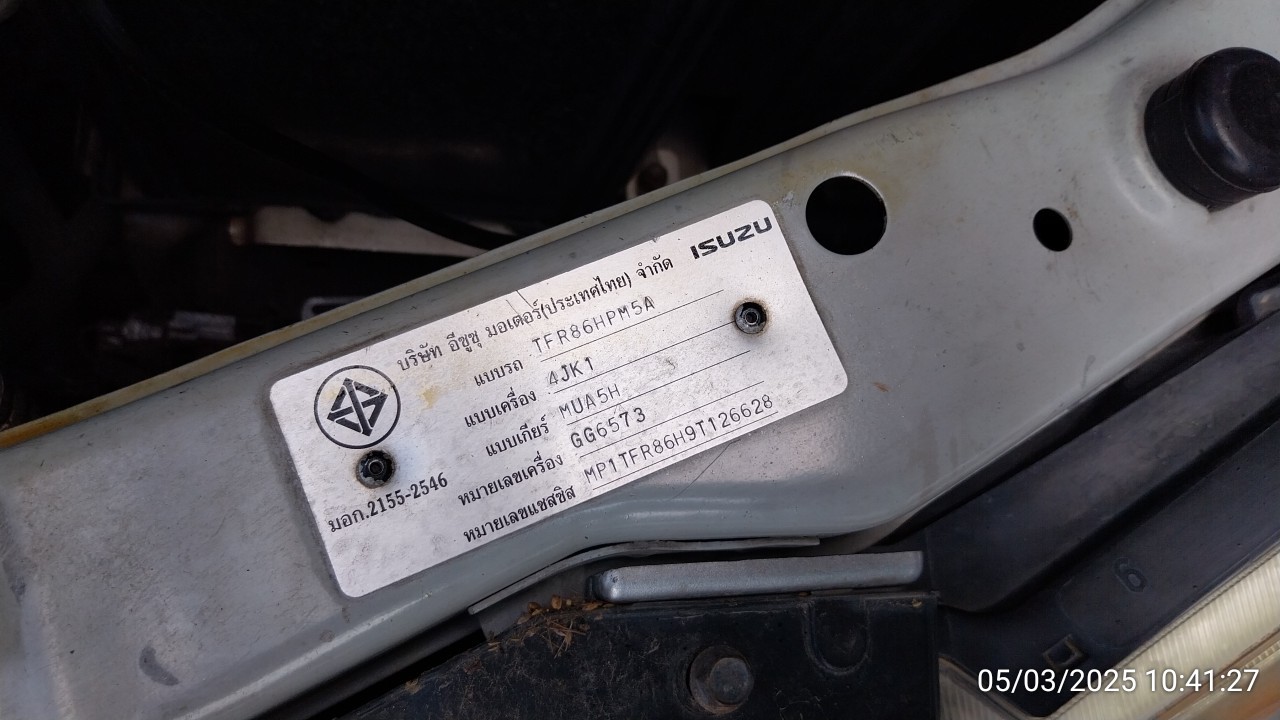 ISUZU
บริษัท อีซูซุ มอเตอร์(ประเทศไทย) จำกัด
แบบรถ TFR86HPM5A
แบบเครื่อง 4JK1
แบบเกียร์ MUA5H
หมายเลขเครื่อง GG6573
หมายเลขแชสซิส MP1TFR86H9T126628
มอก.2155-2546
6
05/03/2025 10:41:27